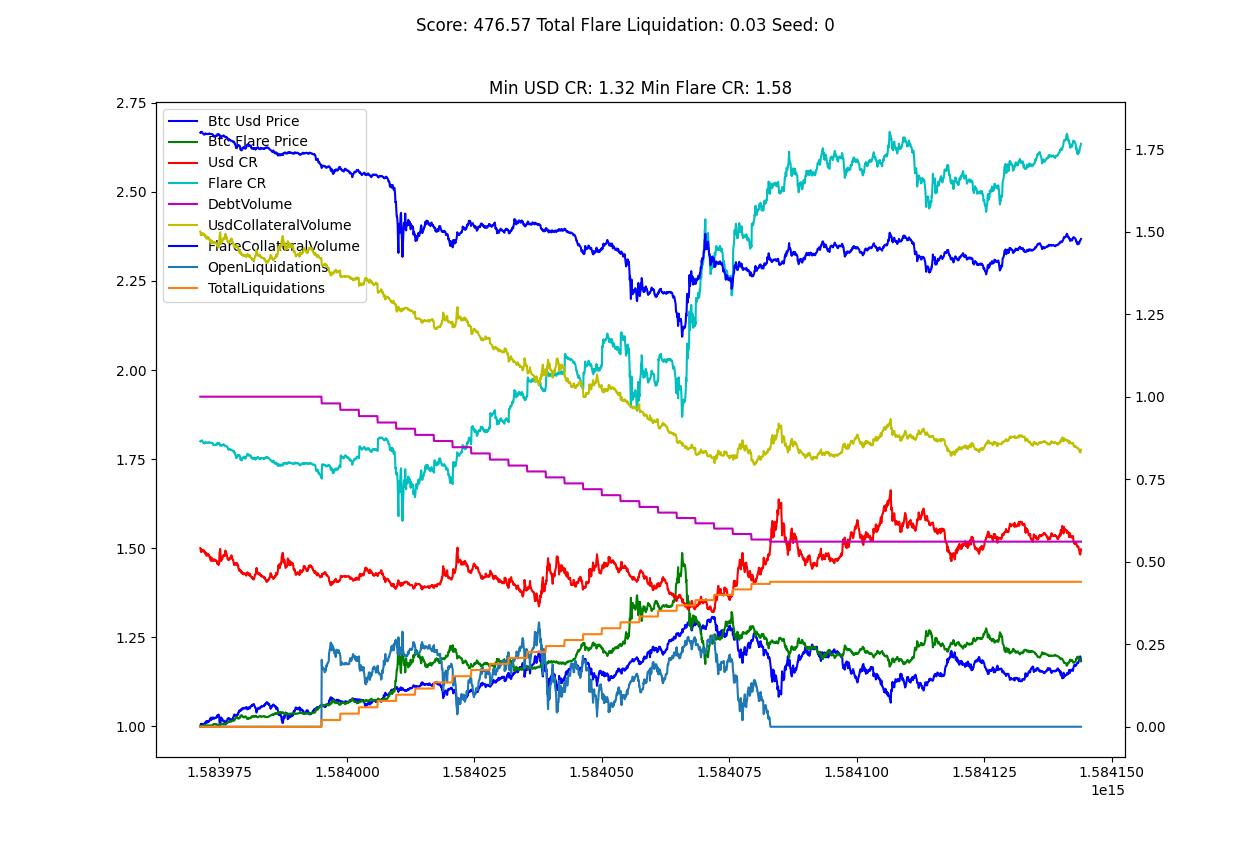 Score: 476.57 Total Flare Liquidation: 0.03 Seed: 0
Min USD CR: 1.32 Min Flare CR: 1.58
Btc Usd Price
Btc Flare Price
Usd CR
Flare CR
DebtVolume
UsdCollateralVolume
FlareCollateralVolume
OpenLiquidations
TotalLiquidations
2.75
2.50
2.25
2.00
1.75
1.50
1.25
1.00
1.75
1.50
1.25
1.00
0.75
0.50
0.25
0.00
1.583975 1.584000 1.584025 1.584050 1.584075 1.584100 1.584125 1.584150
1e15